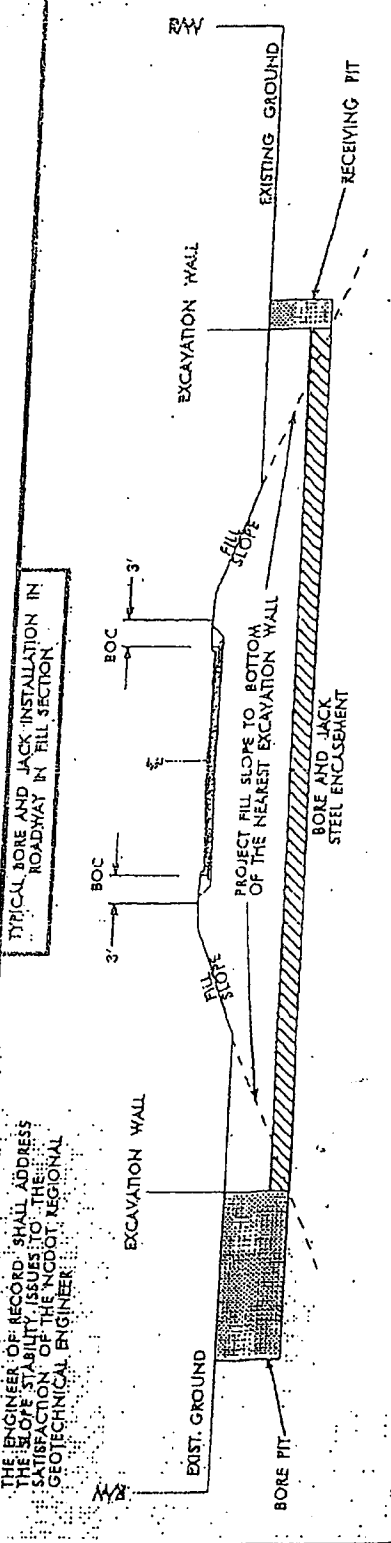 THE ENGINEER OF RECORD SHALL ADDRESS
THE SLOPE STABILITY ISSUES TO THE
SATISFACTION OF THE NCDOT REGIONAL
GEOTECHNICAL ENGINEER
TYPICAL BORE AND JACK INSTALLATION IN
ROADWAY IN FILL SECTION
R/W
EXIST. GROUND
BORE PIT
EXCAVATION WALL
FILL
SLOPE
3'
BOC
BOC
3'
FILL
SLOPE
PROJECT FILL SLOPE TO BOTTOM
OF THE NEAREST EXCAVATION WALL
BORE AND JACK
STEEL ENCASEMENT
EXCAVATION WALL
EXISTING GROUND
RECEIVING PIT
R/W